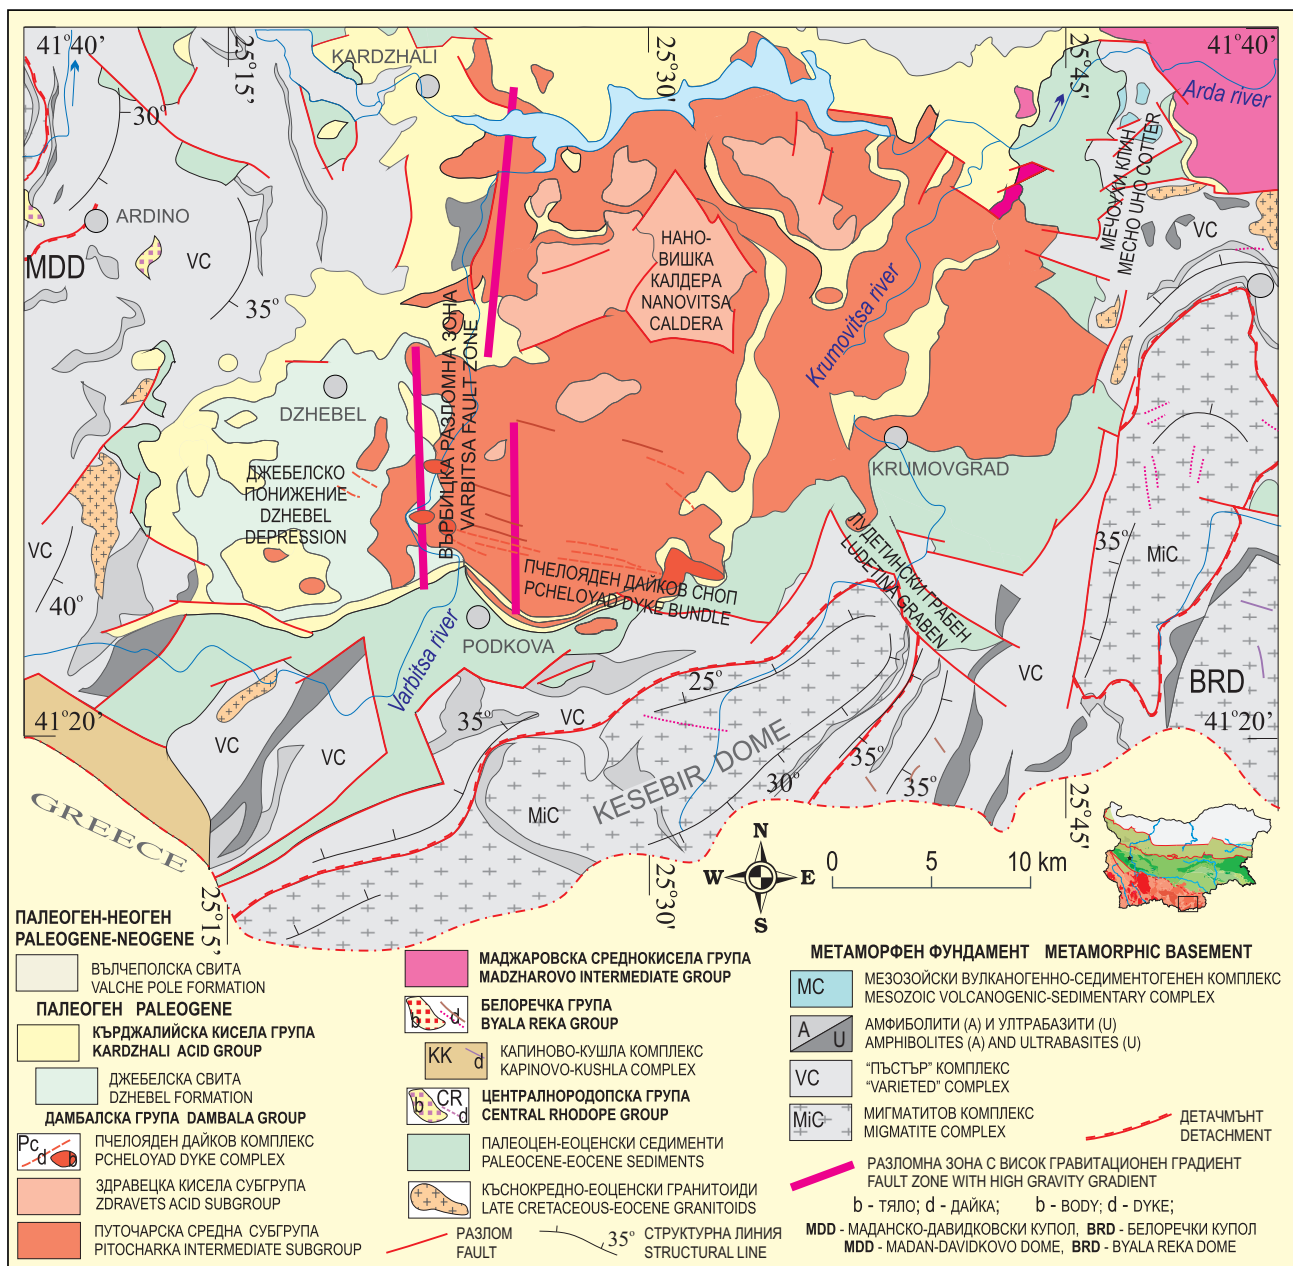 41°40'
25°15'
KARDZHALI
25°30'
25°45'
41°40'
Arda river
30°
ARDINO
MDD
VC
35°
НАНО-
ВИШКА
КАЛДЕРА
NANOVITSA
CALDERA
МЕЧОУХИ КЛИН
MECHO UHO COTTER
VC
Krumovitsa river
ВЪРБИЦКА РАЗЛОМНА ЗОНА
VARBITSA FAULT ZONE
DZHEBEL
ДЖЕБЕЛСКО
ПОНИЖЕНИЕ
DZHEBEL
DEPRESSION
KRUMOVGRAD
VC
40°
ПЧЕЛОЯДЕН ДАЙКОВ СНОП
PCHELOYAD DYKE BUNDLE
ЛУДЕТИНСКИ ГРАБЕН
LUDETINA GRABEN
35°
MiC
PODKOVA
Varbitsa river
25°
VC
BRD
41°20'
VC
VC
35°
VC
41°20'
KESEBIR DOME
30°
35°
35°
MiC
GREECE
25°15'
25°30'
25°45'
N
W
E
S
0
5
10 km
ПАЛЕОГЕН-НЕОГЕН
PALEOGENE-NEOGENE
ВЪЛЧЕПОЛСКА СВИТА
VALCHE POLE FORMATION
ПАЛЕОГЕН PALEOGENE
КЪРДЖАЛИЙСКА КИСЕЛА ГРУПА
KARDZHALI ACID GROUP
ДЖЕБЕЛСКА СВИТА
DZHEBEL FORMATION
ДАМБАЛСКА ГРУПА DAMBALA GROUP
Pc
d
b
ПЧЕЛОЯДЕН ДАЙКОВ КОМПЛЕКС
PCHELOYAD DYKE COMPLEX
ЗДРАВЕЦКА КИСЕЛА СУБГРУПА
ZDRAVETS ACID SUBGROUP
ПУТОЧАРСКА СРЕДНА СУБГРУПА
PITOCHARKA INTERMEDIATE SUBGROUP
МАДЖАРОВСКА СРЕДНОКИСЕЛА ГРУПА
MADZHAROVO INTERMEDIATE GROUP
b
d
БЕЛОРЕЧКА ГРУПА
BYALA REKA GROUP
KK
d
КАПИНОВО-КУШЛА КОМПЛЕКС
KAPINOVO-KUSHLA COMPLEX
b
CR
d
ЦЕНТРАЛНОРОДОПСКА ГРУПА
CENTRAL RHODOPE GROUP
ПАЛЕОЦЕН-ЕОЦЕНСКИ СЕДИМЕНТИ
PALEOCENE-EOCENE SEDIMENTS
КЪСНОКРЕДНО-ЕОЦЕНСКИ ГРАНИТОИДИ
LATE CRETACEOUS-EOCENE GRANITOIDS
РАЗЛОМ
FAULT
35°
СТРУКТУРНА ЛИНИЯ
STRUCTURAL LINE
МЕТАМОРФЕН ФУНДАМЕНТ METAMORPHIC BASEMENT
MC
МЕЗОЗОЙСКИ ВУЛКАНОГЕННО-СЕДИМЕНТОГЕНЕН КОМПЛЕКС
MESOZOIC VOLCANOGENIC-SEDIMENTARY COMPLEX
A
U
АМФИБОЛИТИ (А) И УЛТРАБАЗИТИ (U)
AMPHIBOLITES (A) AND ULTRABASITES (U)
VC
"ПЪСТЪР" КОМПЛЕКС
"VARIETED" COMPLEX
MiC
МИГМАТИТОВ КОМПЛЕКС
MIGMATITE COMPLEX
ДЕТАЧМЪНТ
DETACHMENT
РАЗЛОМНА ЗОНА С ВИСОК ГРАВИТАЦИОНЕН ГРАДИЕНТ
FAULT ZONE WITH HIGH GRAVITY GRADIENT
b - ТЯЛО; d - ДАЙКА; b - BODY; d - DYKE;
MDD - МАДАНСКО-ДАВИДКОВСКИ КУПОЛ, BRD - БЕЛОРЕЧКИ КУПОЛ
MDD - MADAN-DAVIDKOVO DOME, BRD - BYALA REKA DOME